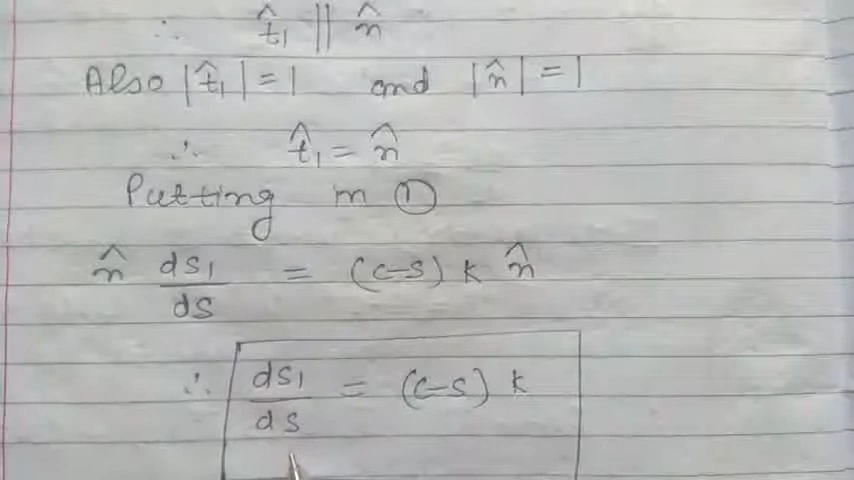 ∴ t̂₁ || n̂
Also |t̂₁| = 1 and |n̂| = 1
∴ t̂₁ = n̂
Putting in ①
n̂ ds₁/ds = (c-s) k n̂
∴ ds₁/ds = (c-s) k